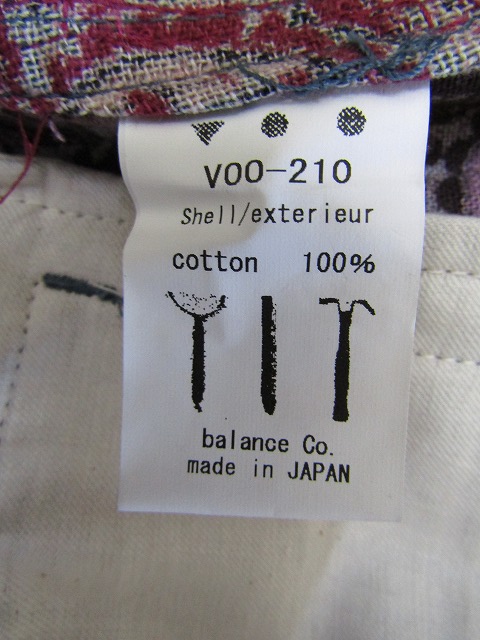 VOO-210
Shell/exterieur
cotton 100%
balance Co.
made in JAPAN